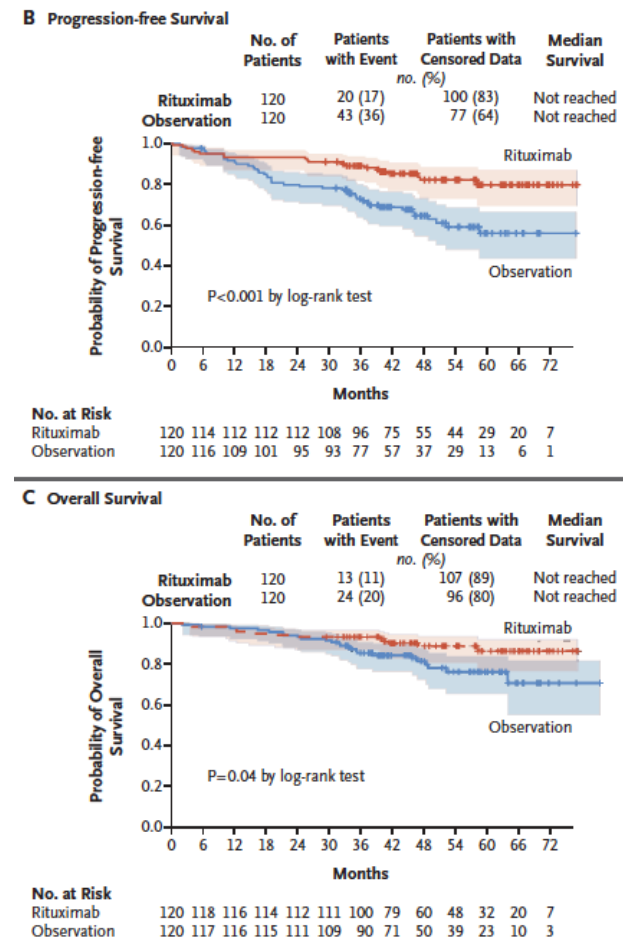 B Progression-free Survival
No. of Patients Patients with Event Patients with Censored Data Median Survival
no. (%)
Rituximab 120 20 (17) 100 (83) Not reached
Observation 120 43 (36) 77 (64) Not reached
Probability of Progression-free Survival
1.0
0.8
0.6
0.4
0.2
0.0
Rituximab
Observation
P<0.001 by log-rank test
0 6 12 18 24 30 36 42 48 54 60 66 72
Months
No. at Risk
Rituximab 120 114 112 112 112 108 96 75 55 44 29 20 7
Observation 120 116 109 101 95 93 77 57 37 29 13 6 1
C Overall Survival
No. of Patients Patients with Event Patients with Censored Data Median Survival
no. (%)
Rituximab 120 13 (11) 107 (89) Not reached
Observation 120 24 (20) 96 (80) Not reached
Probability of Overall Survival
1.0
0.8
0.6
0.4
0.2
0.0
Rituximab
Observation
P=0.04 by log-rank test
0 6 12 18 24 30 36 42 48 54 60 66 72
Months
No. at Risk
Rituximab 120 118 116 114 112 111 100 79 60 48 32 20 7
Observation 120 117 116 115 111 109 90 71 50 39 23 10 3